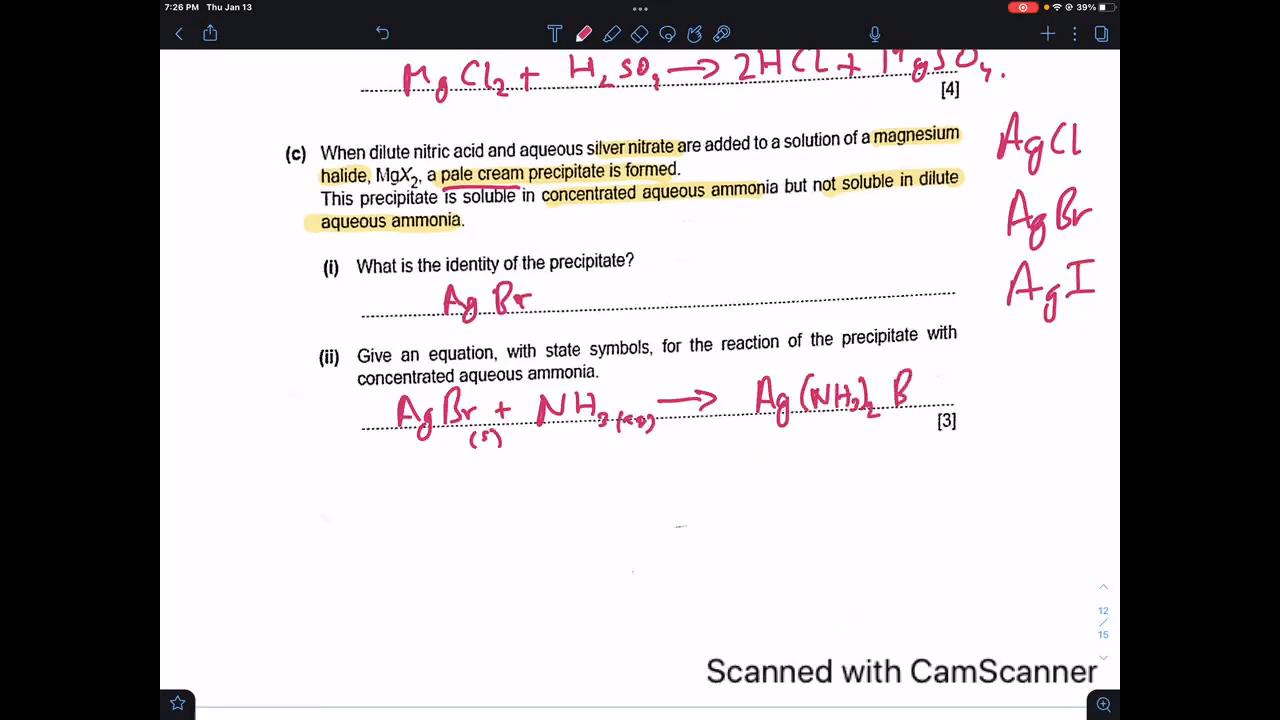 7:26 PM Thu Jan 13
39%
MgCl2 + H2SO4 → 2HCl + MgSO4.
[4]
(c) When dilute nitric acid and aqueous silver nitrate are added to a solution of a magnesium
halide, MgX2, a pale cream precipitate is formed.
This precipitate is soluble in concentrated aqueous ammonia but not soluble in dilute
aqueous ammonia.
AgCl
AgBr
AgI
(i) What is the identity of the precipitate?
AgBr
(ii) Give an equation, with state symbols, for the reaction of the precipitate with
concentrated aqueous ammonia.
AgBr(s) + NH3(aq) → Ag(NH3)2 B
[3]
12
/
15
Scanned with CamScanner